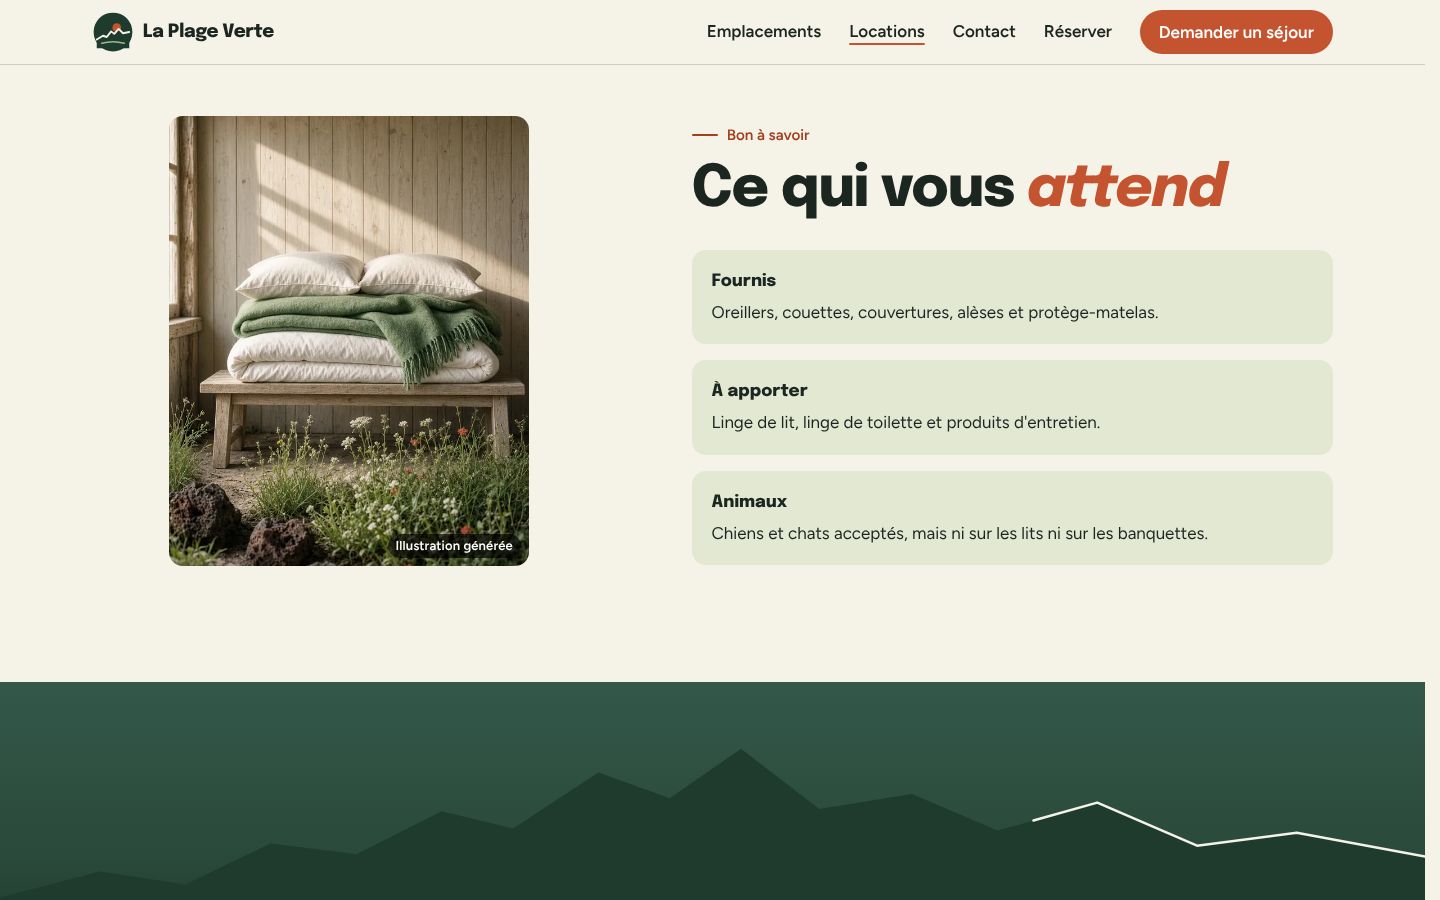 La Plage Verte
Emplacements
Locations
Contact
Réserver
Demander un séjour
Bon à savoir
Ce qui vous attend
Fournis
Oreillers, couettes, couvertures, alèses et protège-matelas.
À apporter
Linge de lit, linge de toilette et produits d'entretien.
Animaux
Chiens et chats acceptés, mais ni sur les lits ni sur les banquettes.
Illustration générée